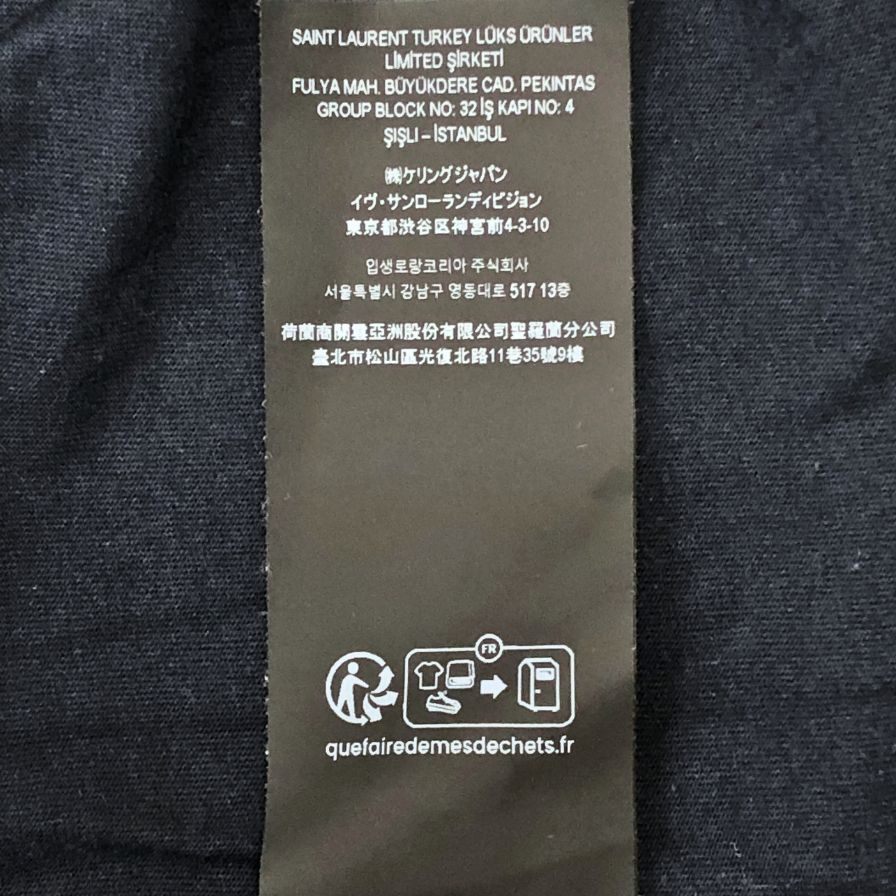 SAINT LAURENT TURKEY LÜKS ÜRÜNLER
LİMİTED ŞİRKETİ
FULYA MAH. BÜYÜKDERE CAD. PEKINTAS
GROUP BLOCK NO: 32 İŞ KAPI NO: 4
ŞIŞLI – İSTANBUL
㈱ケリングジャパン
イヴ・サンローランディビジョン
東京都渋谷区神宮前4-3-10
입생로랑코리아 주식회사
서울특별시 강남구 영동대로 517 13층
荷蘭商開雲亞洲股份有限公司聖羅蘭分公司
臺北市松山區光復北路11巷35號9樓
FR
quefairedemesdechets.fr